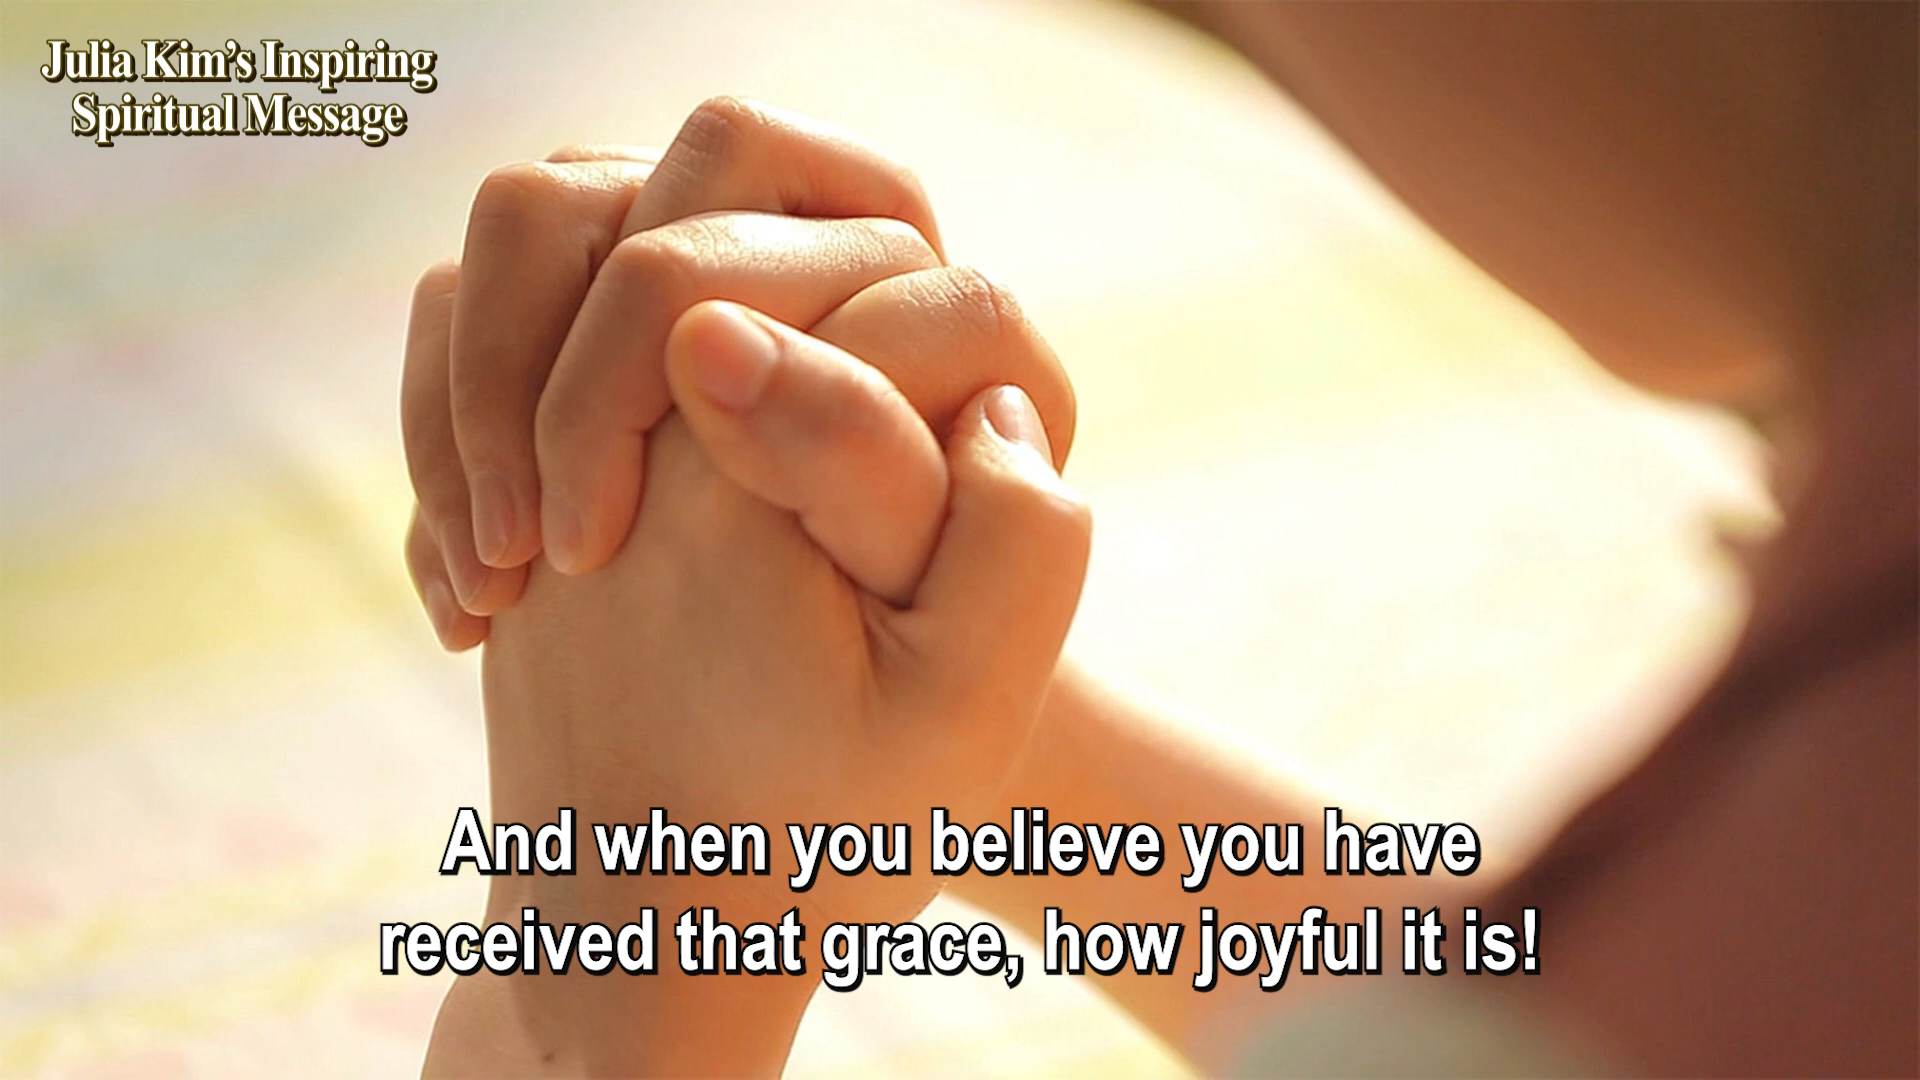 Julia Kim’s Inspiring
Spiritual Message
And when you believe you have
received that grace, how joyful it is!